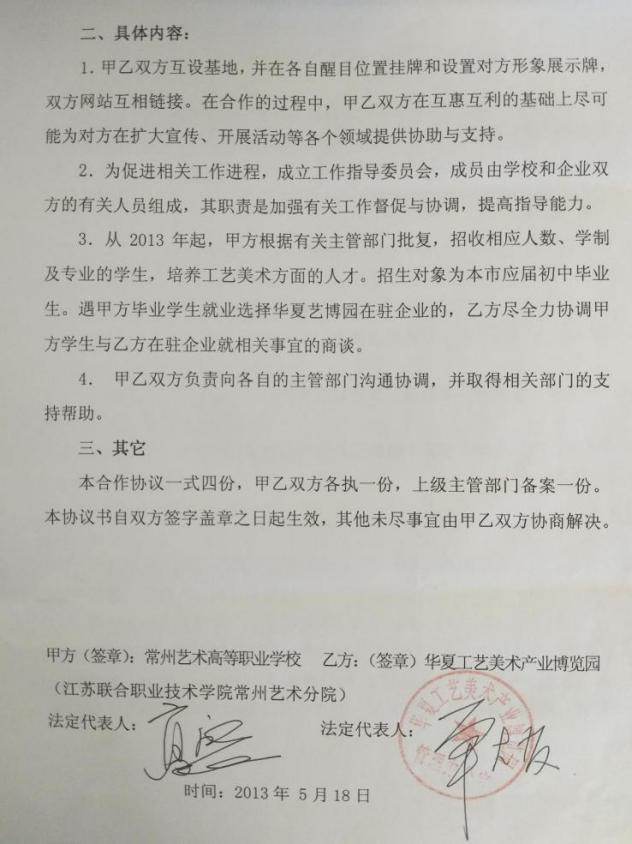 二、具体内容：
1.甲乙双方互设基地，并在各自醒目位置挂牌和设置对方形象展示牌，
双方网站互相链接。在合作的过程中，甲乙双方在互惠互利的基础上尽可
能为对方在扩大宣传、开展活动等各个领域提供协助与支持。
2．为促进相关工作进程，成立工作指导委员会，成员由学校和企业双
方的有关人员组成，其职责是加强有关工作督促与协调，提高指导能力。
3．从 2013 年起，甲方根据有关主管部门批复，招收相应人数、学制
及专业的学生，培养工艺美术方面的人才。招生对象为本市应届初中毕业
生。遇甲方毕业学生就业选择华夏艺博园在驻企业的，乙方尽全力协调甲
方学生与乙方在驻企业就相关事宜的商谈。
4． 甲乙双方负责向各自的主管部门沟通协调，并取得相关部门的支
持帮助。
三、其它
本合作协议一式四份，甲乙双方各执一份，上级主管部门备案一份。
本协议书自双方签字盖章之日起生效，其他未尽事宜由甲乙双方协商解决。
甲方（签章）：常州艺术高等职业学校 乙方：（签章）华夏工艺美术产业博览园
（江苏联合职业技术学院常州艺术分院）
法定代表人： 法定代表人：
华夏工艺美术产业博览园
时间：2013 年 5 月 18 日